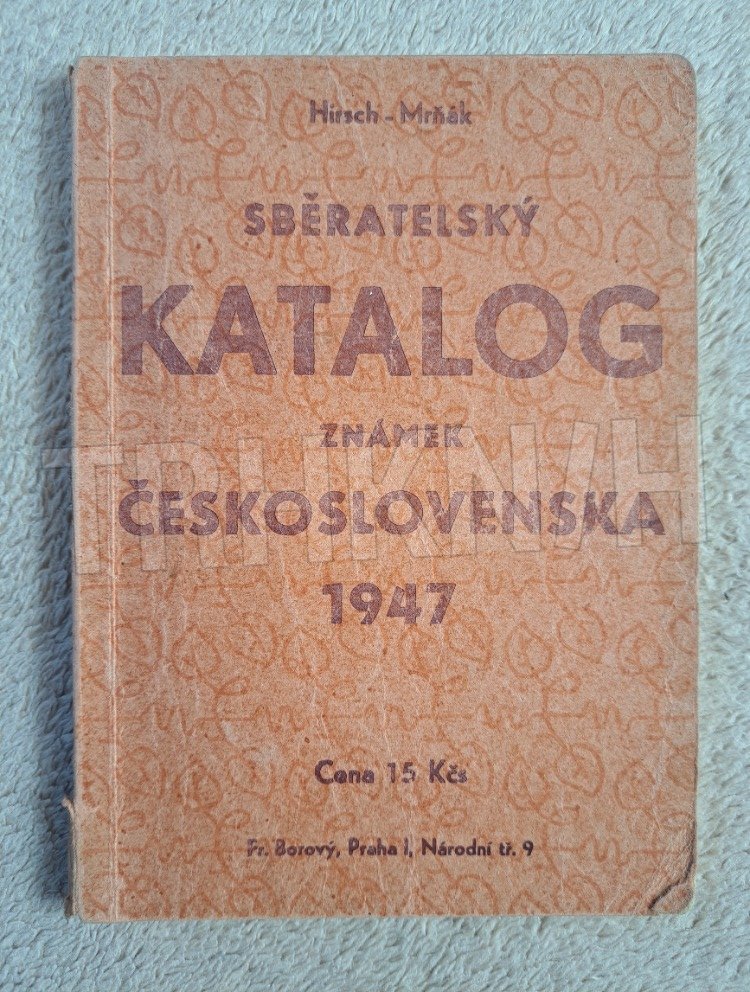 Hirsch - Mrňák
SBĚRATELSKÝ
KATALOG
ZNÁMEK
ČESKOSLOVENSKA
1947
Cena 15 Kčs
Fr. Borový, Praha I, Národní tř. 9